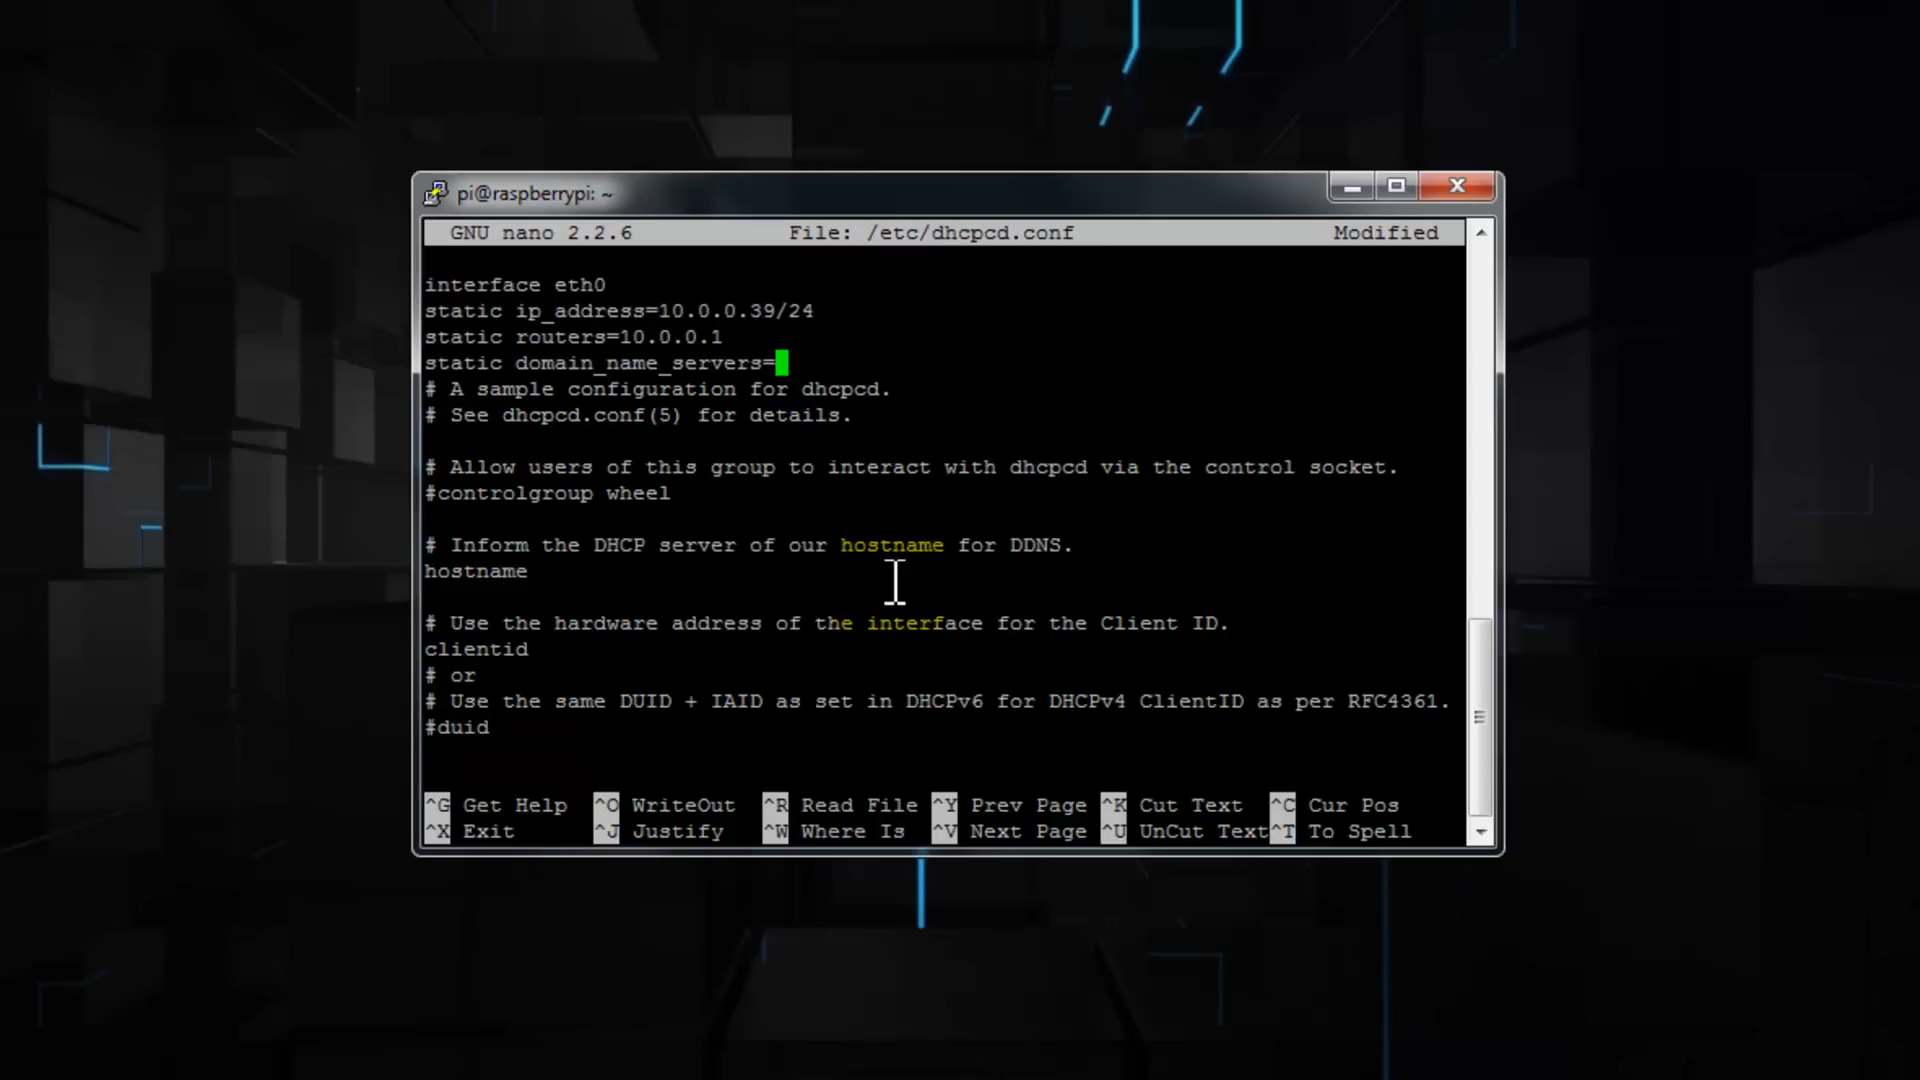 pi@raspberrypi: ~
GNU nano 2.2.6 File: /etc/dhcpcd.conf Modified
interface eth0
static ip_address=10.0.0.39/24
static routers=10.0.0.1
static domain_name_servers=
# A sample configuration for dhcpcd.
# See dhcpcd.conf(5) for details.
# Allow users of this group to interact with dhcpcd via the control socket.
#controlgroup wheel
# Inform the DHCP server of our hostname for DDNS.
hostname
# Use the hardware address of the interface for the Client ID.
clientid
# or
# Use the same DUID + IAID as set in DHCPv6 for DHCPv4 ClientID as per RFC4361.
#duid
^G Get Help ^O WriteOut ^R Read File ^Y Prev Page ^K Cut Text ^C Cur Pos
^X Exit ^J Justify ^W Where Is ^V Next Page ^U UnCut Text ^T To Spell